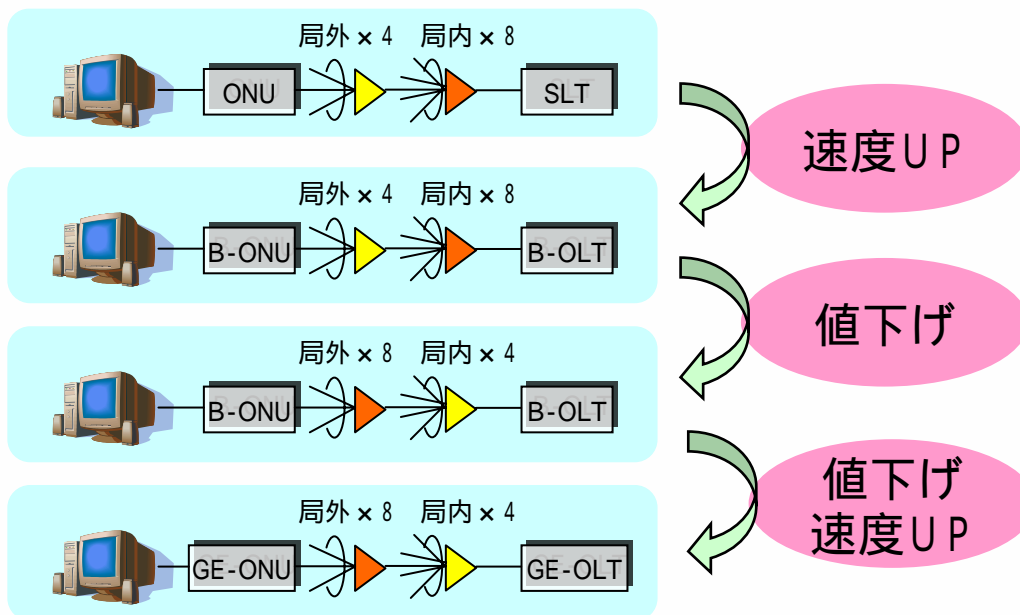 局外×4 局内×8
ONU SLT
速度UP
局外×4 局内×8
B-ONU B-OLT
値下げ
局外×8 局内×4
B-ONU B-OLT
値下げ
速度UP
局外×8 局内×4
GE-ONU GE-OLT